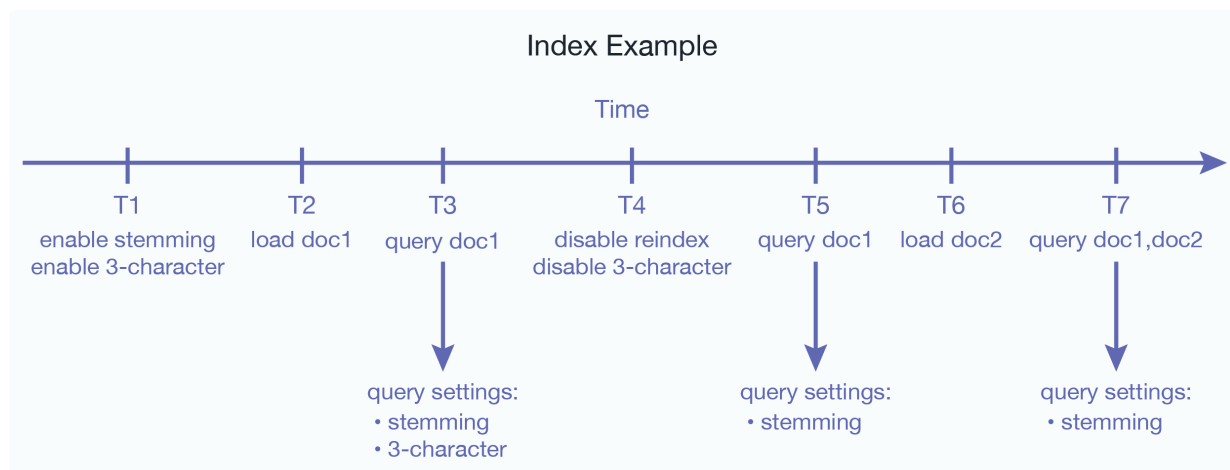 Index Example
Time
T1
T2
T3
T4
T5
T6
T7
enable stemming
enable 3-character
load doc1
query doc1
disable reindex
disable 3-character
query doc1
load doc2
query doc1,doc2
query settings:
• stemming
• 3-character
query settings:
• stemming
query settings:
• stemming